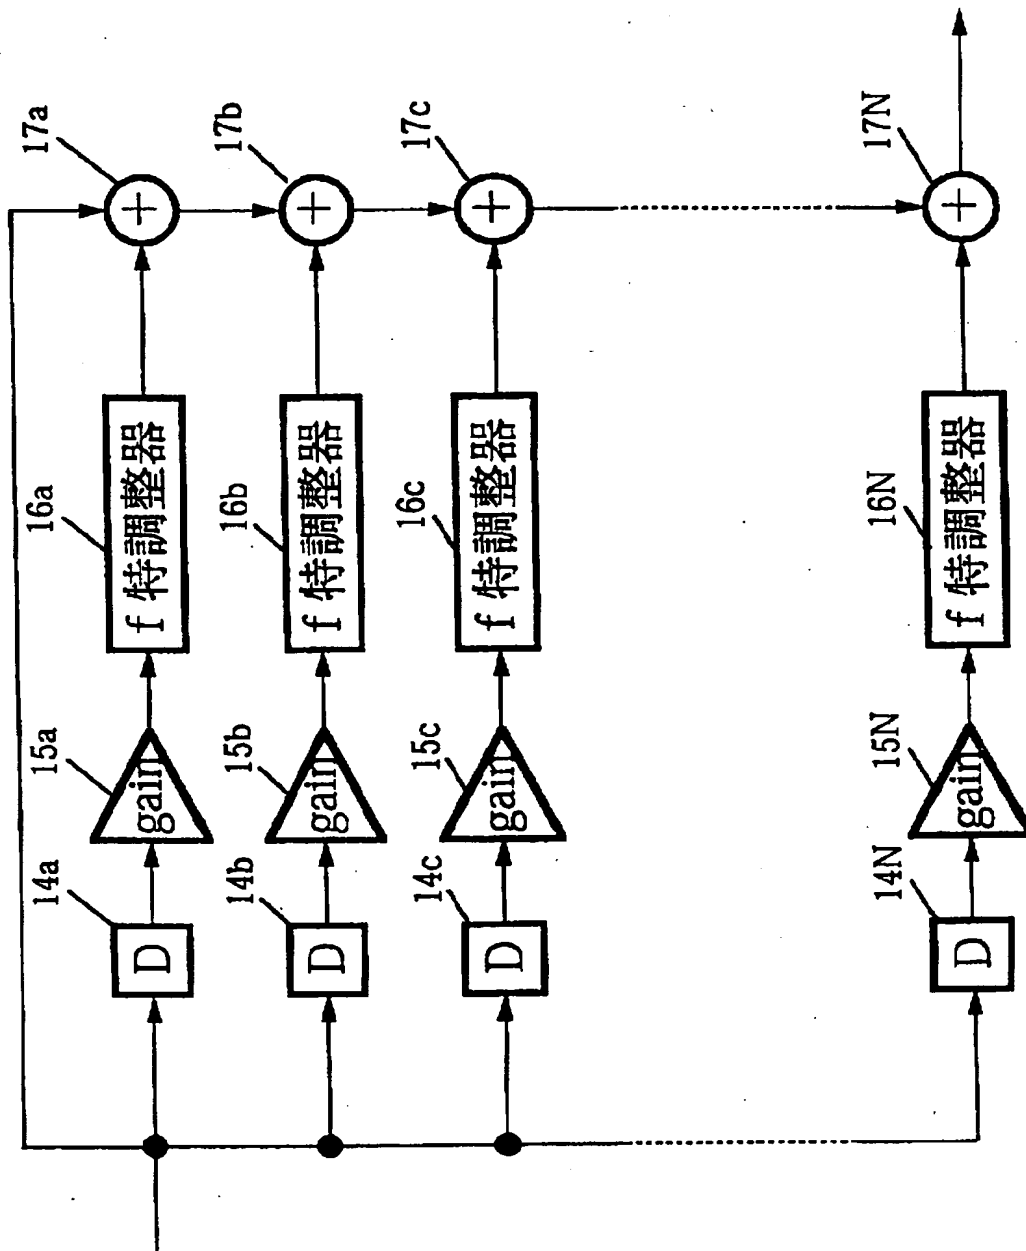 14a
D
15a
gain
16a
f 特調整器
17a
+
14b
D
15b
gain
16b
f 特調整器
17b
+
14c
D
15c
gain
16c
f 特調整器
17c
+
14N
D
15N
gain
16N
f 特調整器
17N
+